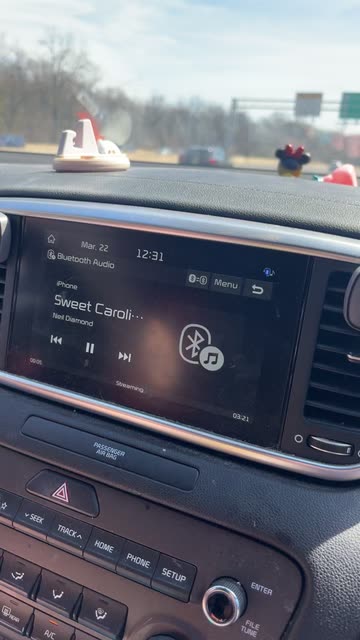 Mar. 22
12:31
Bluetooth Audio
Menu
iPhone
Sweet Caroli...
Neil Diamond
00:05
Streaming
03:21
PASSENGER
AIR BAG
SEEK
TRACK
HOME
PHONE
SETUP
ENTER
FILE
TUNE
A/C